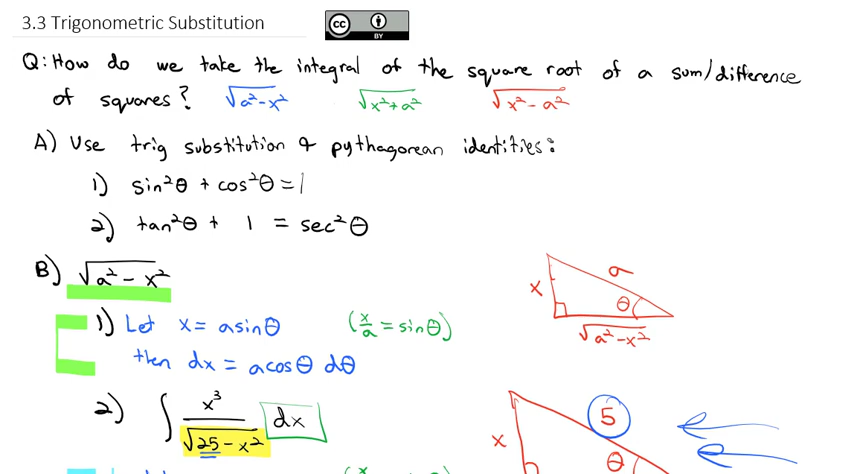 3.3 Trigonometric Substitution
cc BY
Q: How do we take the integral of the square root of a sum/difference
of squares? √(a²-x²) √(x²+a²) √(x²-a²)
A) Use trig substitution & pythagorean identities:
1) sin²θ + cos²θ = 1
2) tan²θ + 1 = sec²θ
B) √(a²-x²)
x a θ √(a²-x²)
1) Let x = a sinθ (x/a = sinθ)
then dx = a cosθ dθ
2) ∫ x³/√(25-x²) dx
x 5 θ